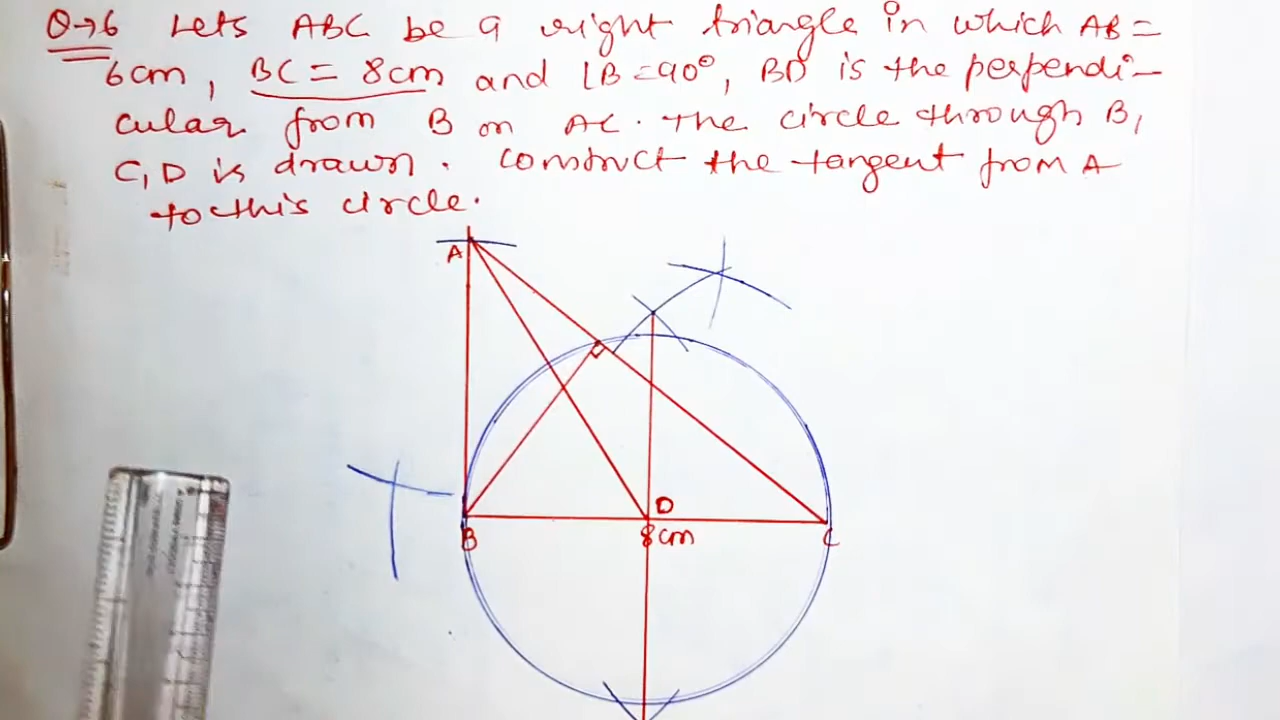 Q→6 Lets ABC be a right triangle in which AB =
6cm, BC = 8cm and ∠B = 90°, BD is the perpendi-
cular from B on AC. The circle through B,
C, D is drawn. Construct the tangent from A
to this circle.
A
D
B 8cm C